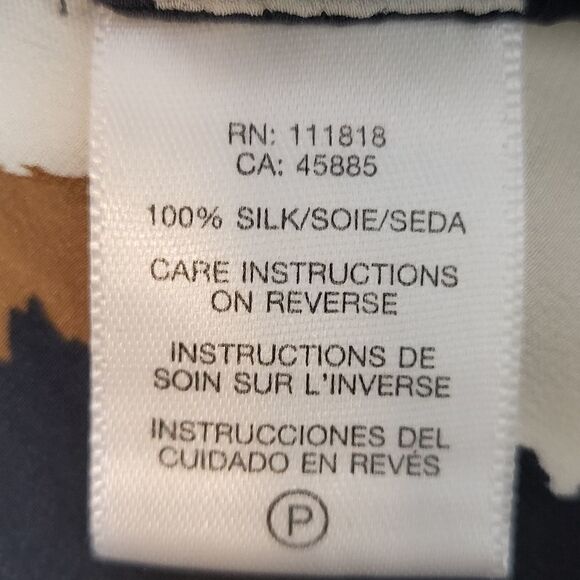 RN: 111818
CA: 45885
100% SILK/SOIE/SEDA
CARE INSTRUCTIONS
ON REVERSE
INSTRUCTIONS DE
SOIN SUR L'INVERSE
INSTRUCCIONES DEL
CUIDADO EN REVÉS
P